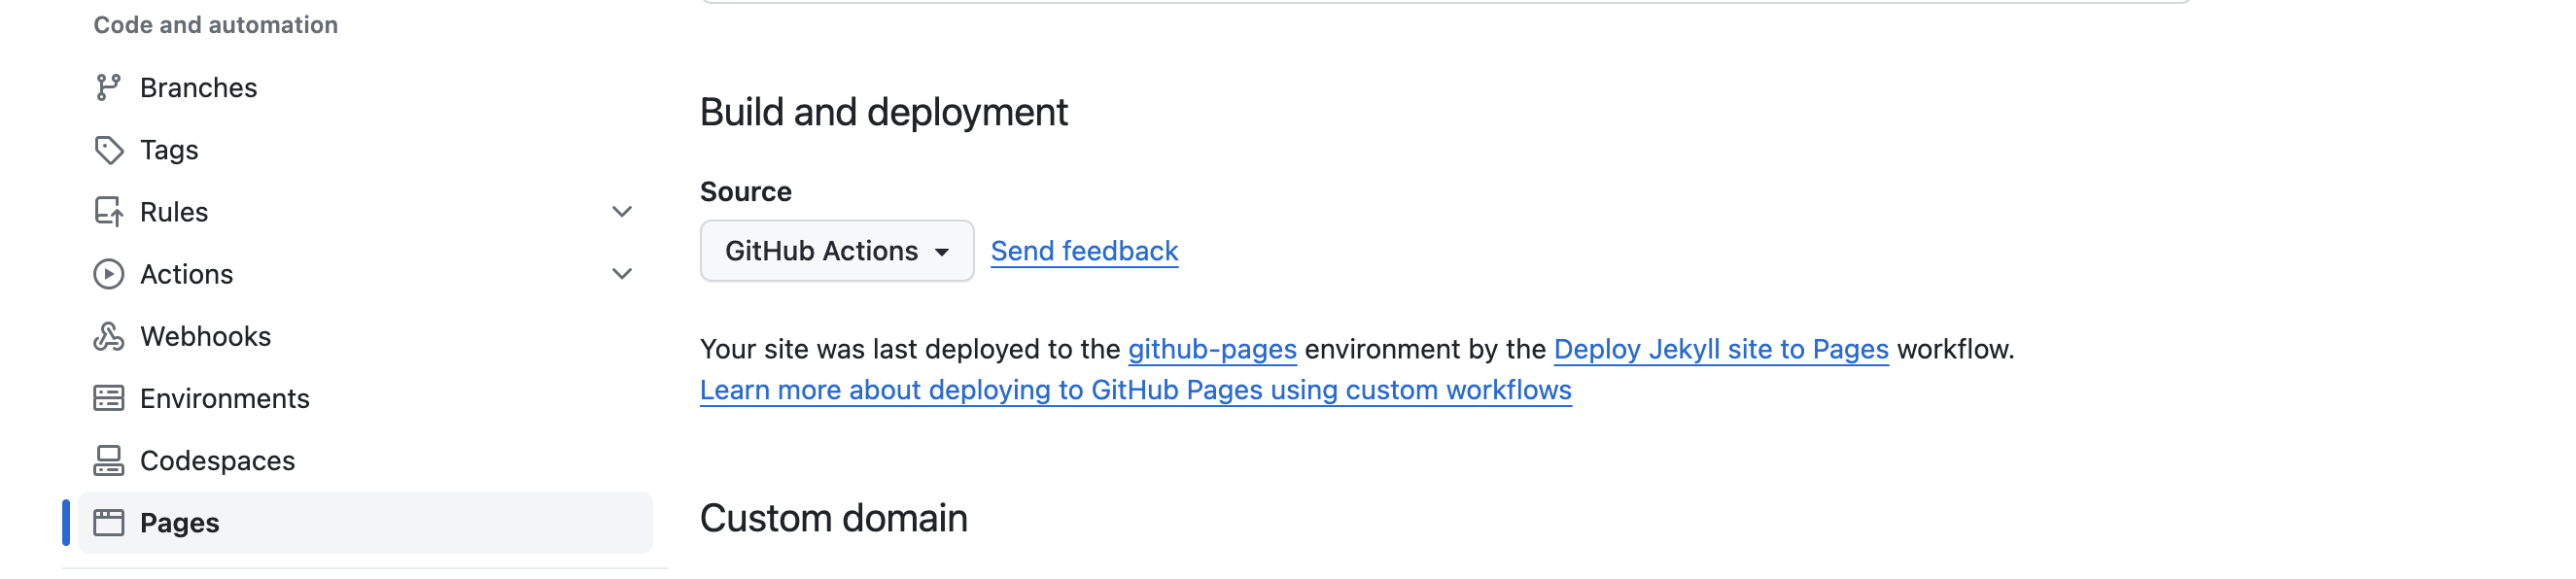 Code and automation
Branches
Tags
Rules
Actions
Webhooks
Environments
Codespaces
Pages
Build and deployment
Source
GitHub Actions Send feedback
Your site was last deployed to the github-pages environment by the Deploy Jekyll site to Pages workflow.
Learn more about deploying to GitHub Pages using custom workflows
Custom domain